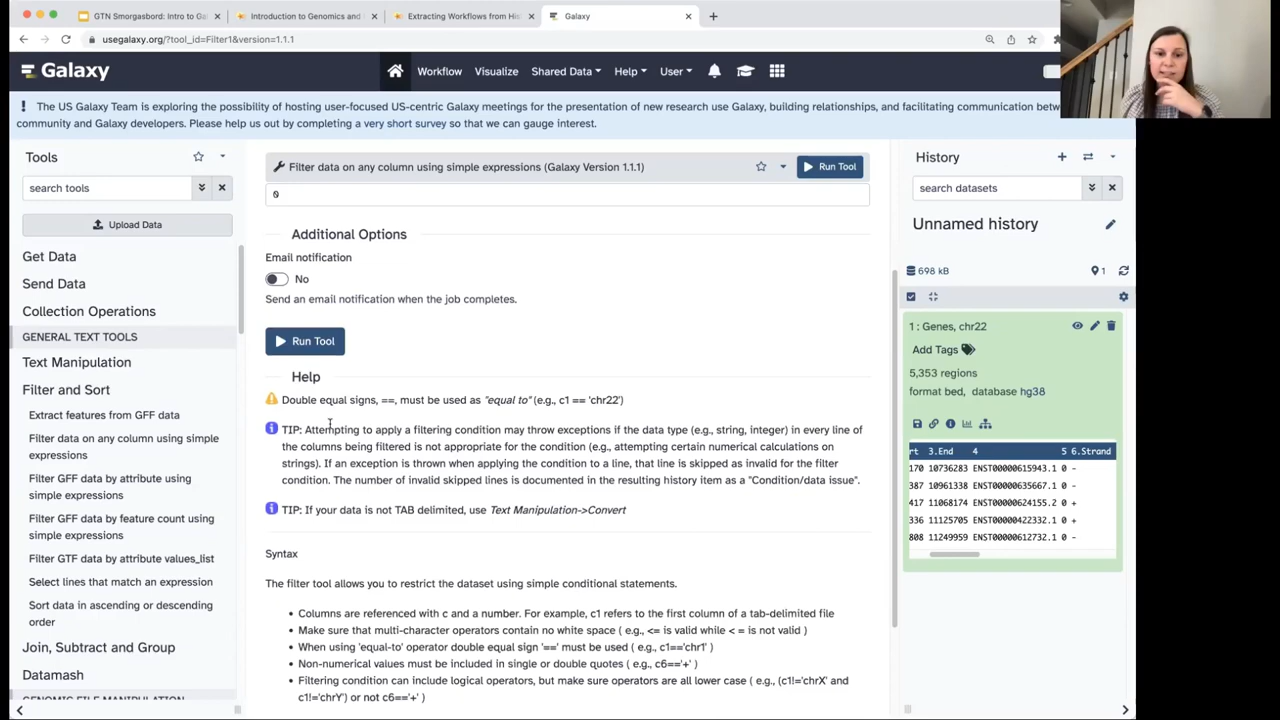 GTN Smorgasbord: Intro to Ga
Introduction to Genomics and
Extracting Workflows from His
Galaxy
usegalaxy.org/?tool_id=Filter1&version=1.1.1
Galaxy
Workflow
Visualize
Shared Data
Help
User
The US Galaxy Team is exploring the possibility of hosting user-focused US-centric Galaxy meetings for the presentation of new research use Galaxy, building relationships, and facilitating communication betw
community and Galaxy developers. Please help us out by completing a very short survey so that we can gauge interest.
Tools
search tools
Upload Data
Get Data
Send Data
Collection Operations
GENERAL TEXT TOOLS
Text Manipulation
Filter and Sort
Extract features from GFF data
Filter data on any column using simple
expressions
Filter GFF data by attribute using
simple expressions
Filter GFF data by feature count using
simple expressions
Filter GTF data by attribute values_list
Select lines that match an expression
Sort data in ascending or descending
order
Join, Subtract and Group
Datamash
GENOMIC FILE MANIPULATION
Filter data on any column using simple expressions (Galaxy Version 1.1.1)
Run Tool
0
Additional Options
Email notification
No
Send an email notification when the job completes.
Run Tool
Help
Double equal signs, ==, must be used as "equal to" (e.g., c1 == 'chr22')
TIP: Attempting to apply a filtering condition may throw exceptions if the data type (e.g., string, integer) in every line of
the columns being filtered is not appropriate for the condition (e.g., attempting certain numerical calculations on
strings). If an exception is thrown when applying the condition to a line, that line is skipped as invalid for the filter
condition. The number of invalid skipped lines is documented in the resulting history item as a "Condition/data issue".
TIP: If your data is not TAB delimited, use Text Manipulation->Convert
Syntax
The filter tool allows you to restrict the dataset using simple conditional statements.
• Columns are referenced with c and a number. For example, c1 refers to the first column of a tab-delimited file
• Make sure that multi-character operators contain no white space ( e.g., <= is valid while < = is not valid )
• When using 'equal-to' operator double equal sign '==' must be used ( e.g., c1=='chr1' )
• Non-numerical values must be included in single or double quotes ( e.g., c6=='+' )
• Filtering condition can include logical operators, but make sure operators are all lower case ( e.g., (c1!='chrX' and
c1!='chrY') or not c6=='+' )
History
search datasets
Unnamed history
698 kB
1
1 : Genes, chr22
Add Tags
5,353 regions
format bed, database hg38
rt 3.End 4 5 6.Strand
170 10736283 ENST00000615943.1 0 -
387 10961338 ENST00000635667.1 0 -
417 11068174 ENST00000624155.2 0 +
336 11125705 ENST00000422332.1 0 +
808 11249959 ENST00000612732.1 0 -